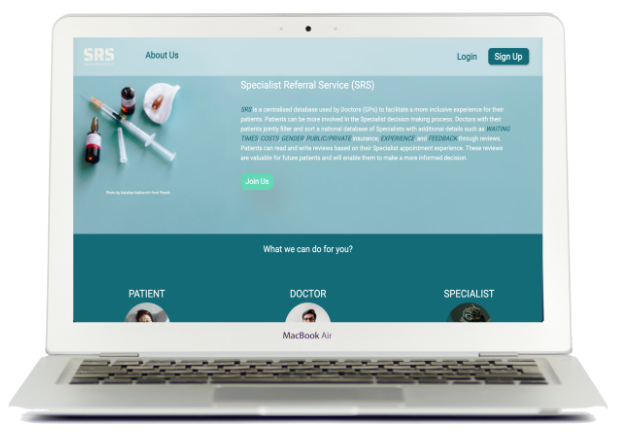 SRS
About Us
Login
Sign Up
Specialist Referral Service (SRS)
SRS is a centralised database used by Doctors (GPs) to facilitate a more inclusive experience for their
patients. Patients can be more involved in the Specialist decision making process. Doctors with their
patients jointly filter and sort a national database of Specialists with additional details such as WAITING
TIMES COSTS GENDER PUBLIC/PRIVATE insurance, EXPERIENCE and FEEDBACK through reviews.
Patients can read and write reviews based on their Specialist appointment experience. These reviews
are valuable for future patients and will enable them to make a more informed decision.
Join Us
What we can do for you?
PATIENT
DOCTOR
SPECIALIST
MacBook Air